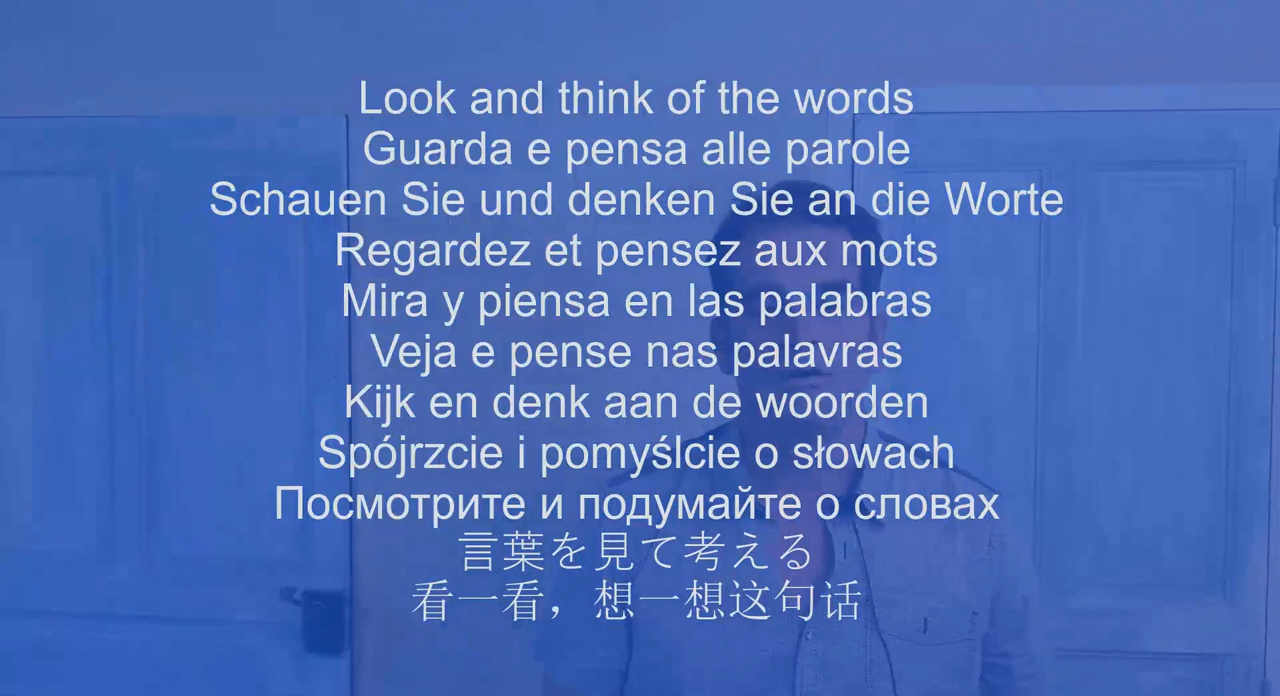 Look and think of the words
Guarda e pensa alle parole
Schauen Sie und denken Sie an die Worte
Regardez et pensez aux mots
Mira y piensa en las palabras
Veja e pense nas palavras
Kijk en denk aan de woorden
Spójrzcie i pomyślcie o słowach
Посмотрите и подумайте о словах
言葉を見て考える
看一看，想一想这句话